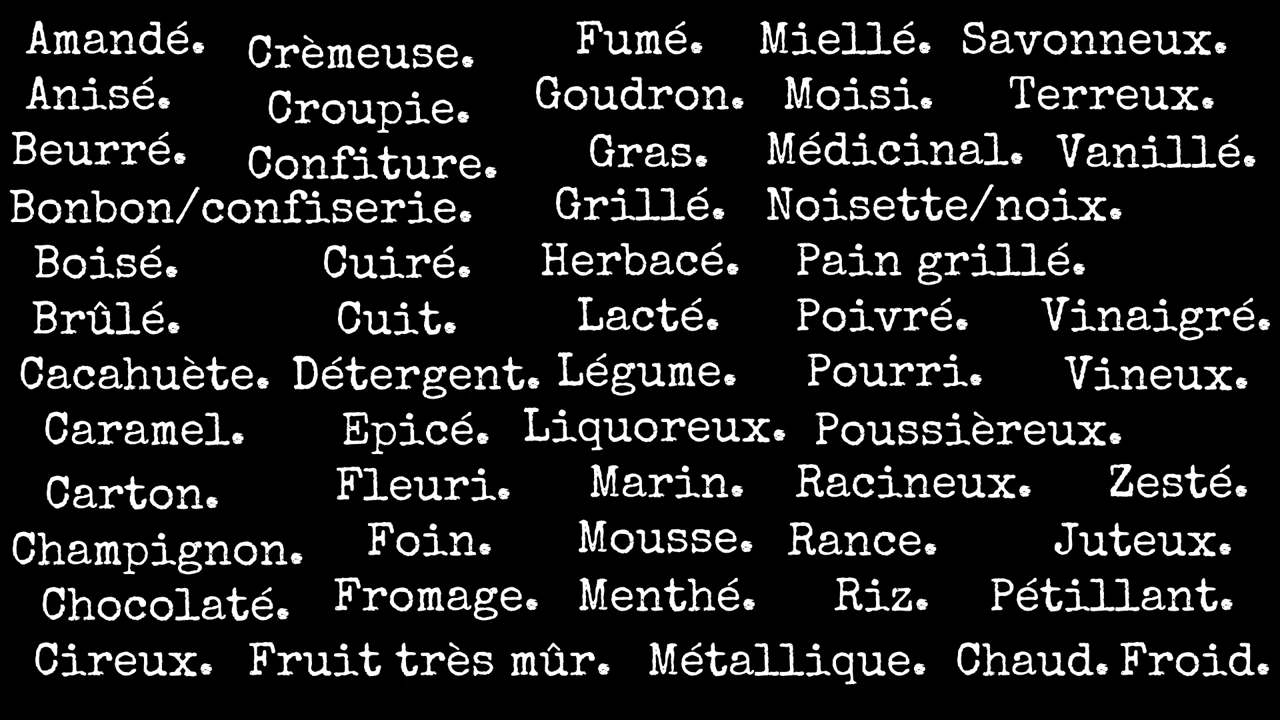 Amandé. Crèmeuse. Fumé. Miellé. Savonneux.
Anisé. Croupie. Goudron. Moisi. Terreux.
Beurré. Confiture. Gras. Médicinal. Vanillé.
Bonbon/confiserie. Grillé. Noisette/noix.
Boisé. Cuiré. Herbacé. Pain grillé.
Brûlé. Cuit. Lacté. Poivré. Vinaigré.
Cacahuète. Détergent. Légume. Pourri. Vineux.
Caramel. Epicé. Liquoreux. Poussièreux.
Carton. Fleuri. Marin. Racineux. Zesté.
Champignon. Foin. Mousse. Rance. Juteux.
Chocolaté. Fromage. Menthé. Riz. Pétillant.
Cireux. Fruit très mûr. Métallique. Chaud. Froid.